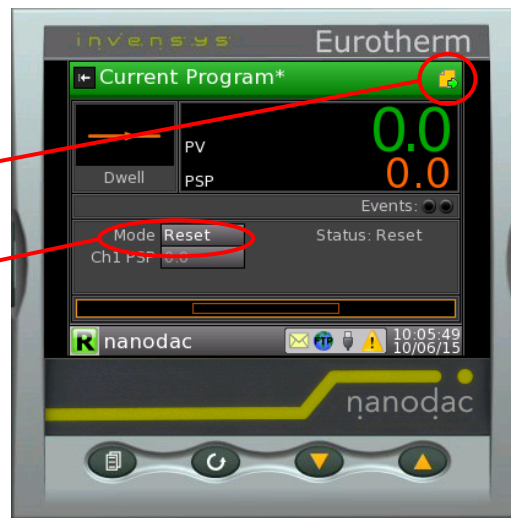 invensys Eurotherm
Current Program*
PV 0.0
Dwell PSP 0.0
Events:
Mode Reset Status: Reset
Ch1 PSP 0.0
R nanodac FTP 10:05:49
10/06/15
nanodac